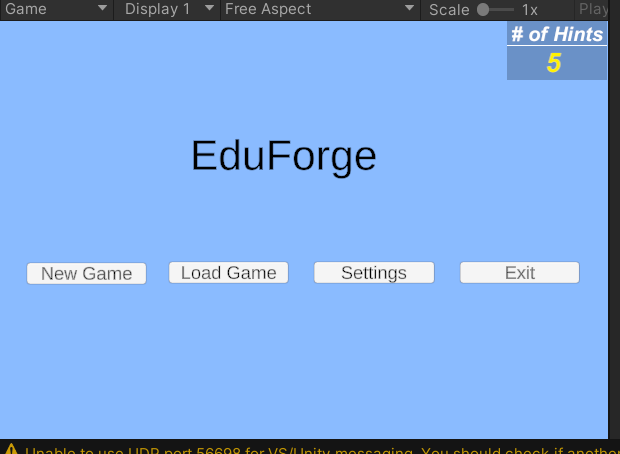 Game Display 1 Free Aspect Scale 1x Play
# of Hints
5
EduForge
New Game Load Game Settings Exit
Unable to use UDP port 56698 for VS/Unity messaging. You should check if another